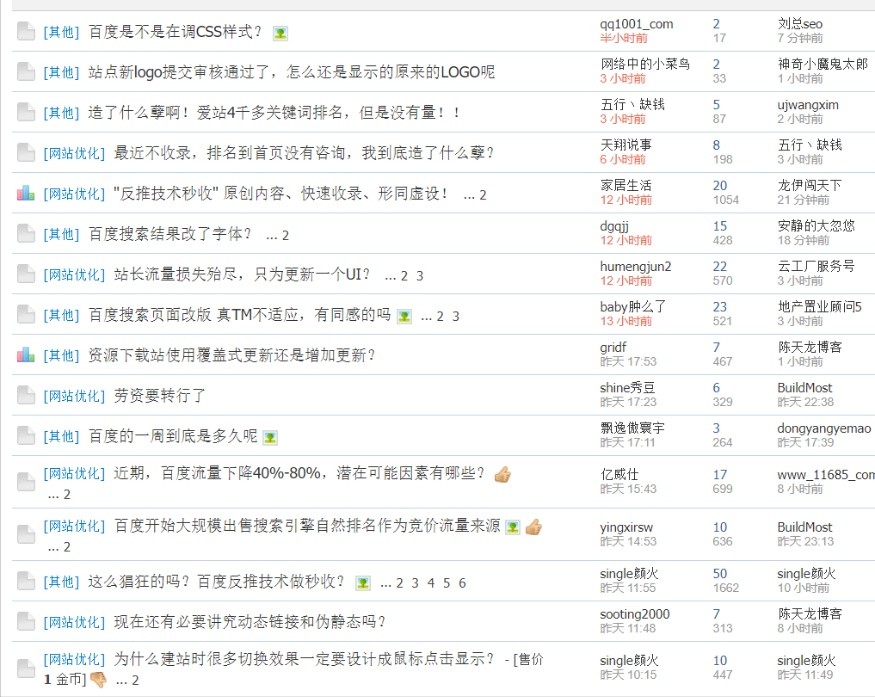 [其他] 百度是不是在调CSS样式? qq1001_com 2 刘总seo
半小时前 17 7 分钟前
[其他] 站点新logo提交审核通过了，怎么还是显示的原来的LOGO呢 网络中的小菜鸟 2 神奇小魔鬼太郎
3 小时前 33 1 小时前
[其他] 造了什么孽啊！爱站4千多关键词排名，但是没有量！！ 五行丶缺钱 5 ujwangxim
3 小时前 87 2 小时前
[网站优化] 最近不收录，排名到首页没有咨询，我到底造了什么孽? 天翔说事 8 五行丶缺钱
6 小时前 198 3 小时前
[网站优化] "反推技术秒收" 原创内容、快速收录、形同虚设！ ... 2 家居生活 20 龙伊闯天下
12 小时前 1054 21 分钟前
[其他] 百度搜索结果改了字体? ... 2 dgqjj 15 安静的大忽悠
12 小时前 428 18 分钟前
[网站优化] 站长流量损失殆尽，只为更新一个UI? ... 2 3 humengjun2 22 云工厂服务号
12 小时前 570 3 小时前
[其他] 百度搜索页面改版 真TM不适应，有同感的吗 ... 2 3 baby肿么了 23 地产置业顾问5
13 小时前 521 3 小时前
[其他] 资源下载站使用覆盖式更新还是增加更新? gridf 7 陈天龙博客
昨天 17:53 467 1 小时前
[网站优化] 劳资要转行了 shine秀豆 6 BuildMost
昨天 17:23 329 昨天 22:38
[其他] 百度的一周到底是多久呢 飘逸傲寰宇 3 dongyangyemao
昨天 17:11 264 昨天 17:39
[网站优化] 近期，百度流量下降40%-80%，潜在可能因素有哪些? 亿威仕 17 www_11685_com
... 2 昨天 15:43 699 8 小时前
[网站优化] 百度开始大规模出售搜索引擎自然排名作为竞价流量来源 yingxirsw 10 BuildMost
... 2 昨天 14:53 636 昨天 23:13
[其他] 这么猖狂的吗? 百度反推技术做秒收? ... 2 3 4 5 6 single颜火 50 single颜火
昨天 11:55 1662 10 小时前
[网站优化] 现在还有必要讲究动态链接和伪静态吗? sooting2000 7 陈天龙博客
昨天 11:48 313 8 小时前
[网站优化] 为什么建站时很多切换效果一定要设计成鼠标点击显示? - [售价 single颜火 10 single颜火
1 金币] ... 2 昨天 10:15 447 昨天 11:49